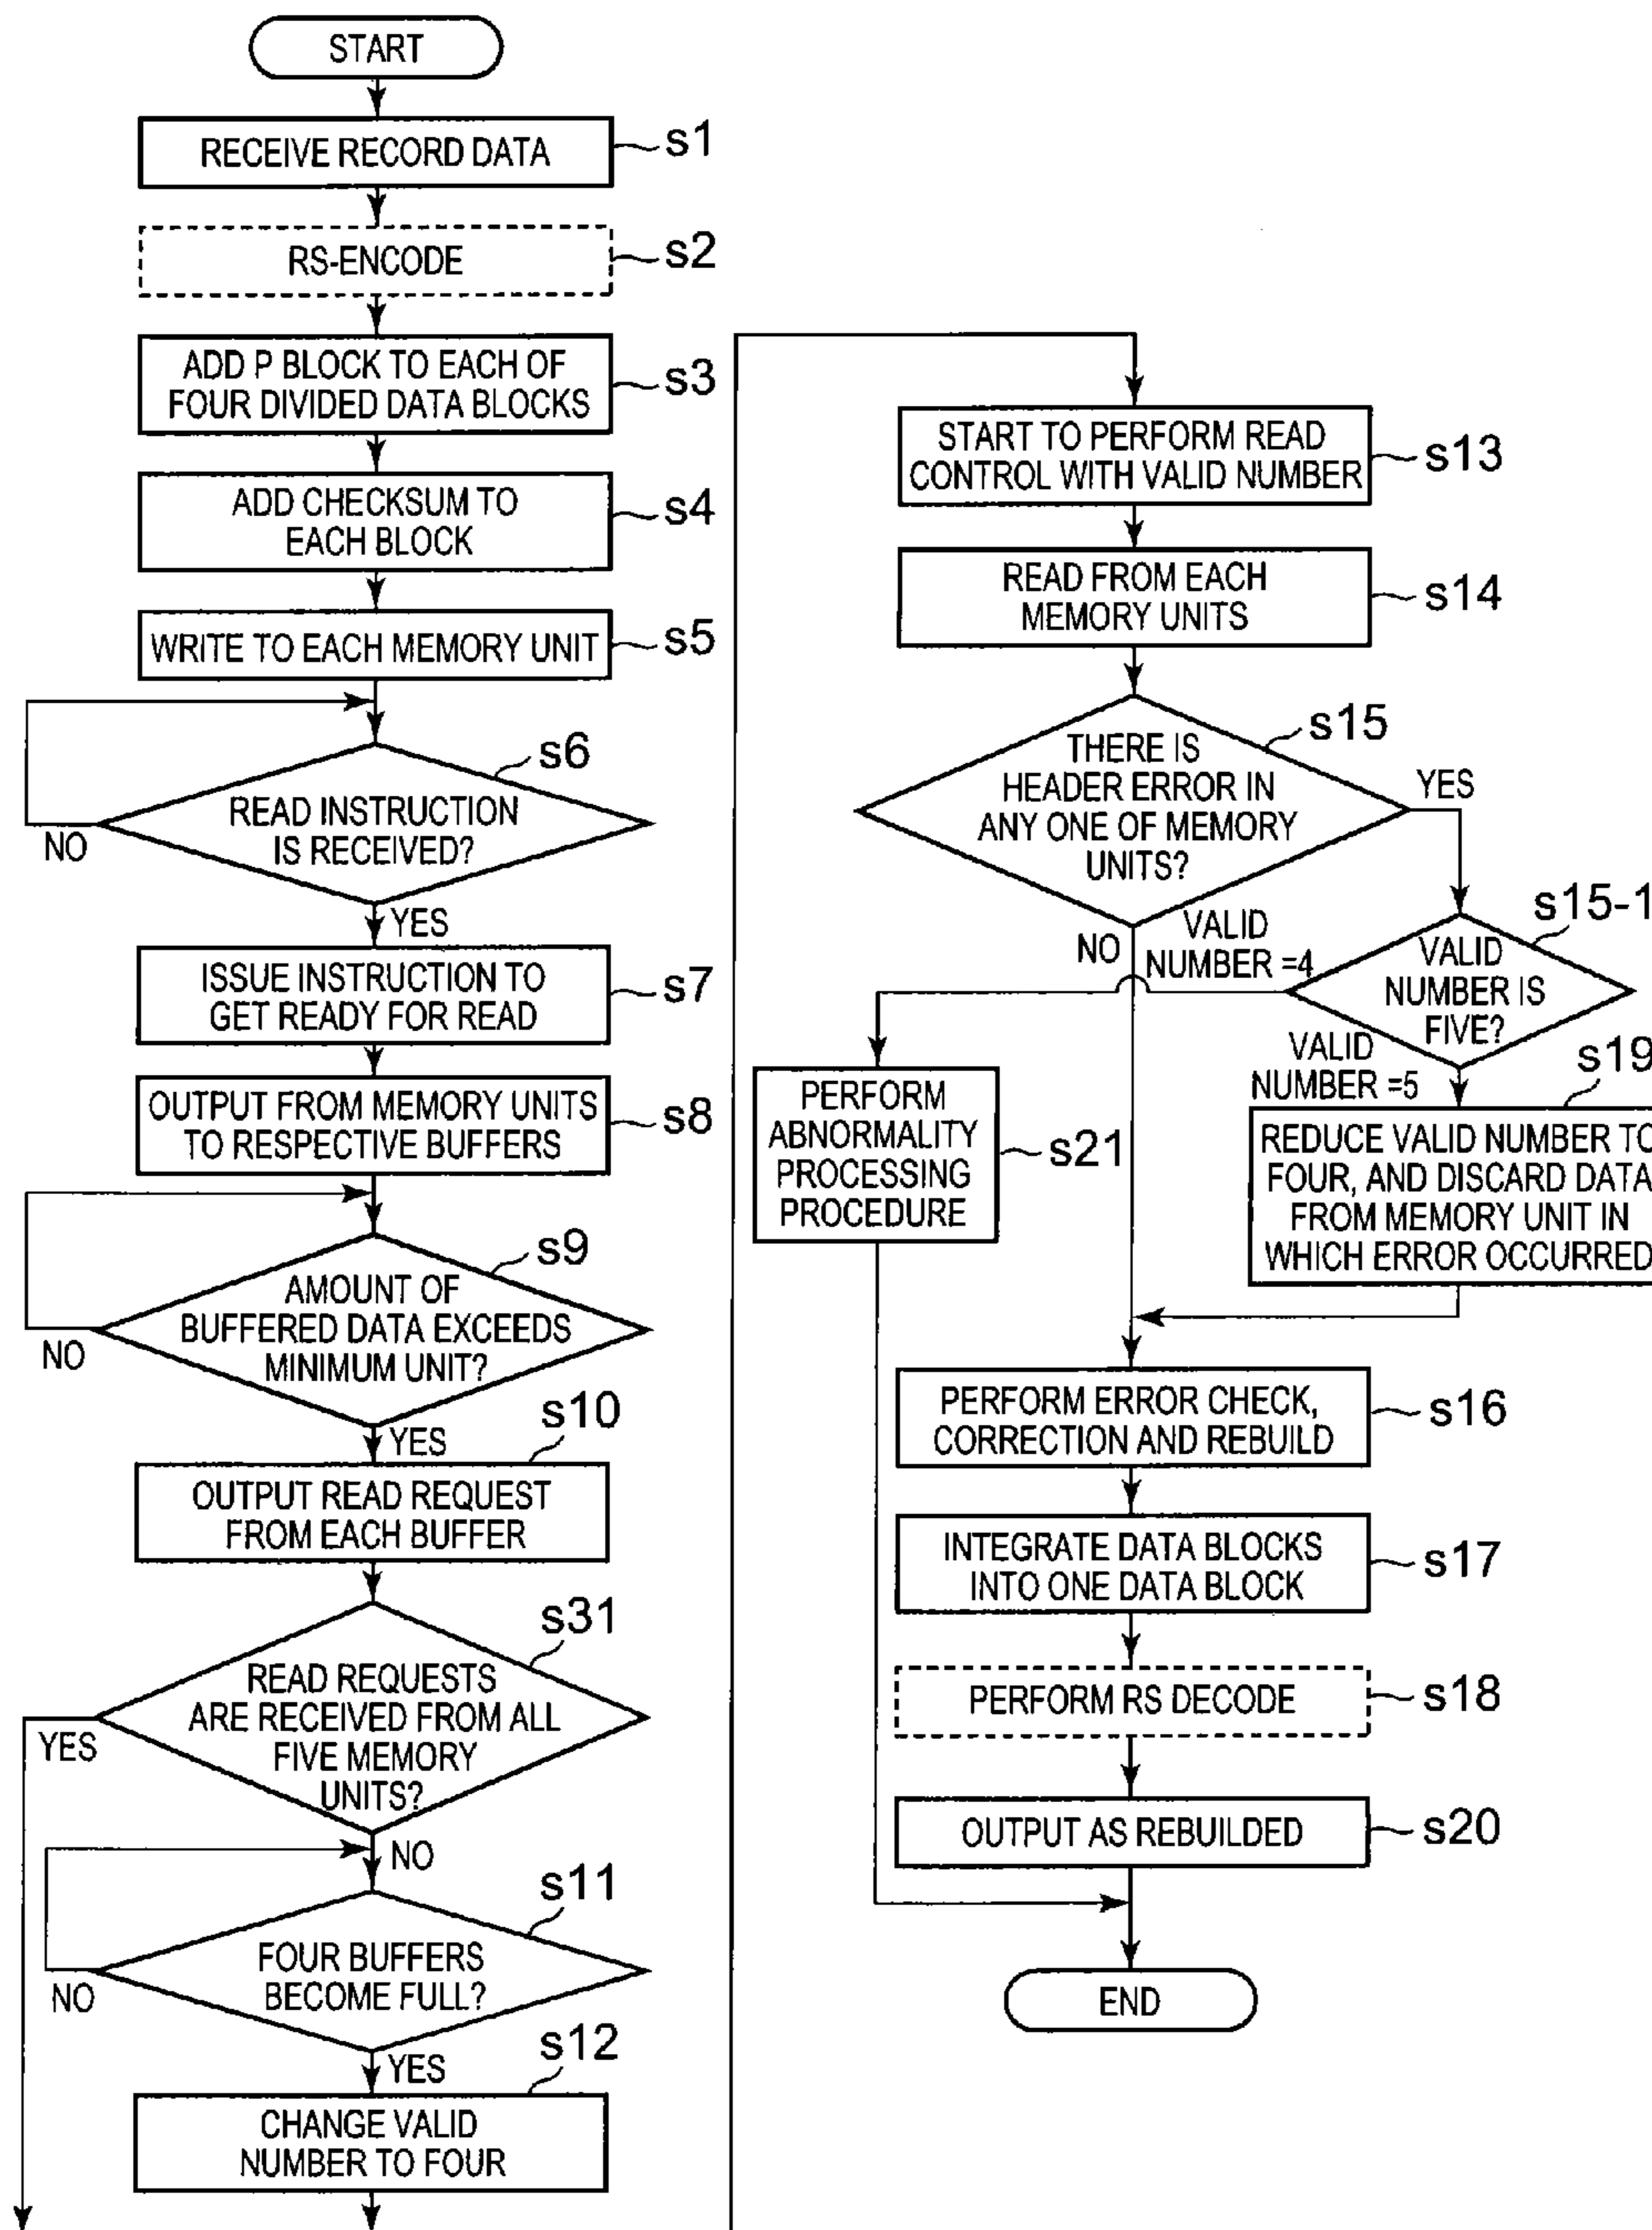 START
RECEIVE RECORD DATA
s1
RS-ENCODE
s2
ADD P BLOCK TO EACH OF
FOUR DIVIDED DATA BLOCKS
s3
ADD CHECKSUM TO
EACH BLOCK
s4
WRITE TO EACH MEMORY UNIT
s5
s6
READ INSTRUCTION
IS RECEIVED?
NO
YES
ISSUE INSTRUCTION TO
GET READY FOR READ
s7
OUTPUT FROM MEMORY UNITS
TO RESPECTIVE BUFFERS
s8
s9
AMOUNT OF
BUFFERED DATA EXCEEDS
MINIMUM UNIT?
NO
YES
s10
OUTPUT READ REQUEST
FROM EACH BUFFER
s31
READ REQUESTS
ARE RECEIVED FROM ALL
FIVE MEMORY
UNITS?
YES
NO
s11
FOUR BUFFERS
BECOME FULL?
NO
YES
s12
CHANGE VALID
NUMBER TO FOUR
START TO PERFORM READ
CONTROL WITH VALID NUMBER
s13
READ FROM EACH
MEMORY UNITS
s14
s15
THERE IS
HEADER ERROR IN
ANY ONE OF MEMORY
UNITS?
YES
NO
s15-1
VALID
NUMBER IS
FIVE?
VALID
NUMBER =4
VALID
NUMBER =5
s19
REDUCE VALID NUMBER TO
FOUR, AND DISCARD DATA
FROM MEMORY UNIT IN
WHICH ERROR OCCURRED
PERFORM
ABNORMALITY
PROCESSING
PROCEDURE
s21
PERFORM ERROR CHECK,
CORRECTION AND REBUILD
s16
INTEGRATE DATA BLOCKS
INTO ONE DATA BLOCK
s17
PERFORM RS DECODE
s18
OUTPUT AS REBUILDED
s20
END